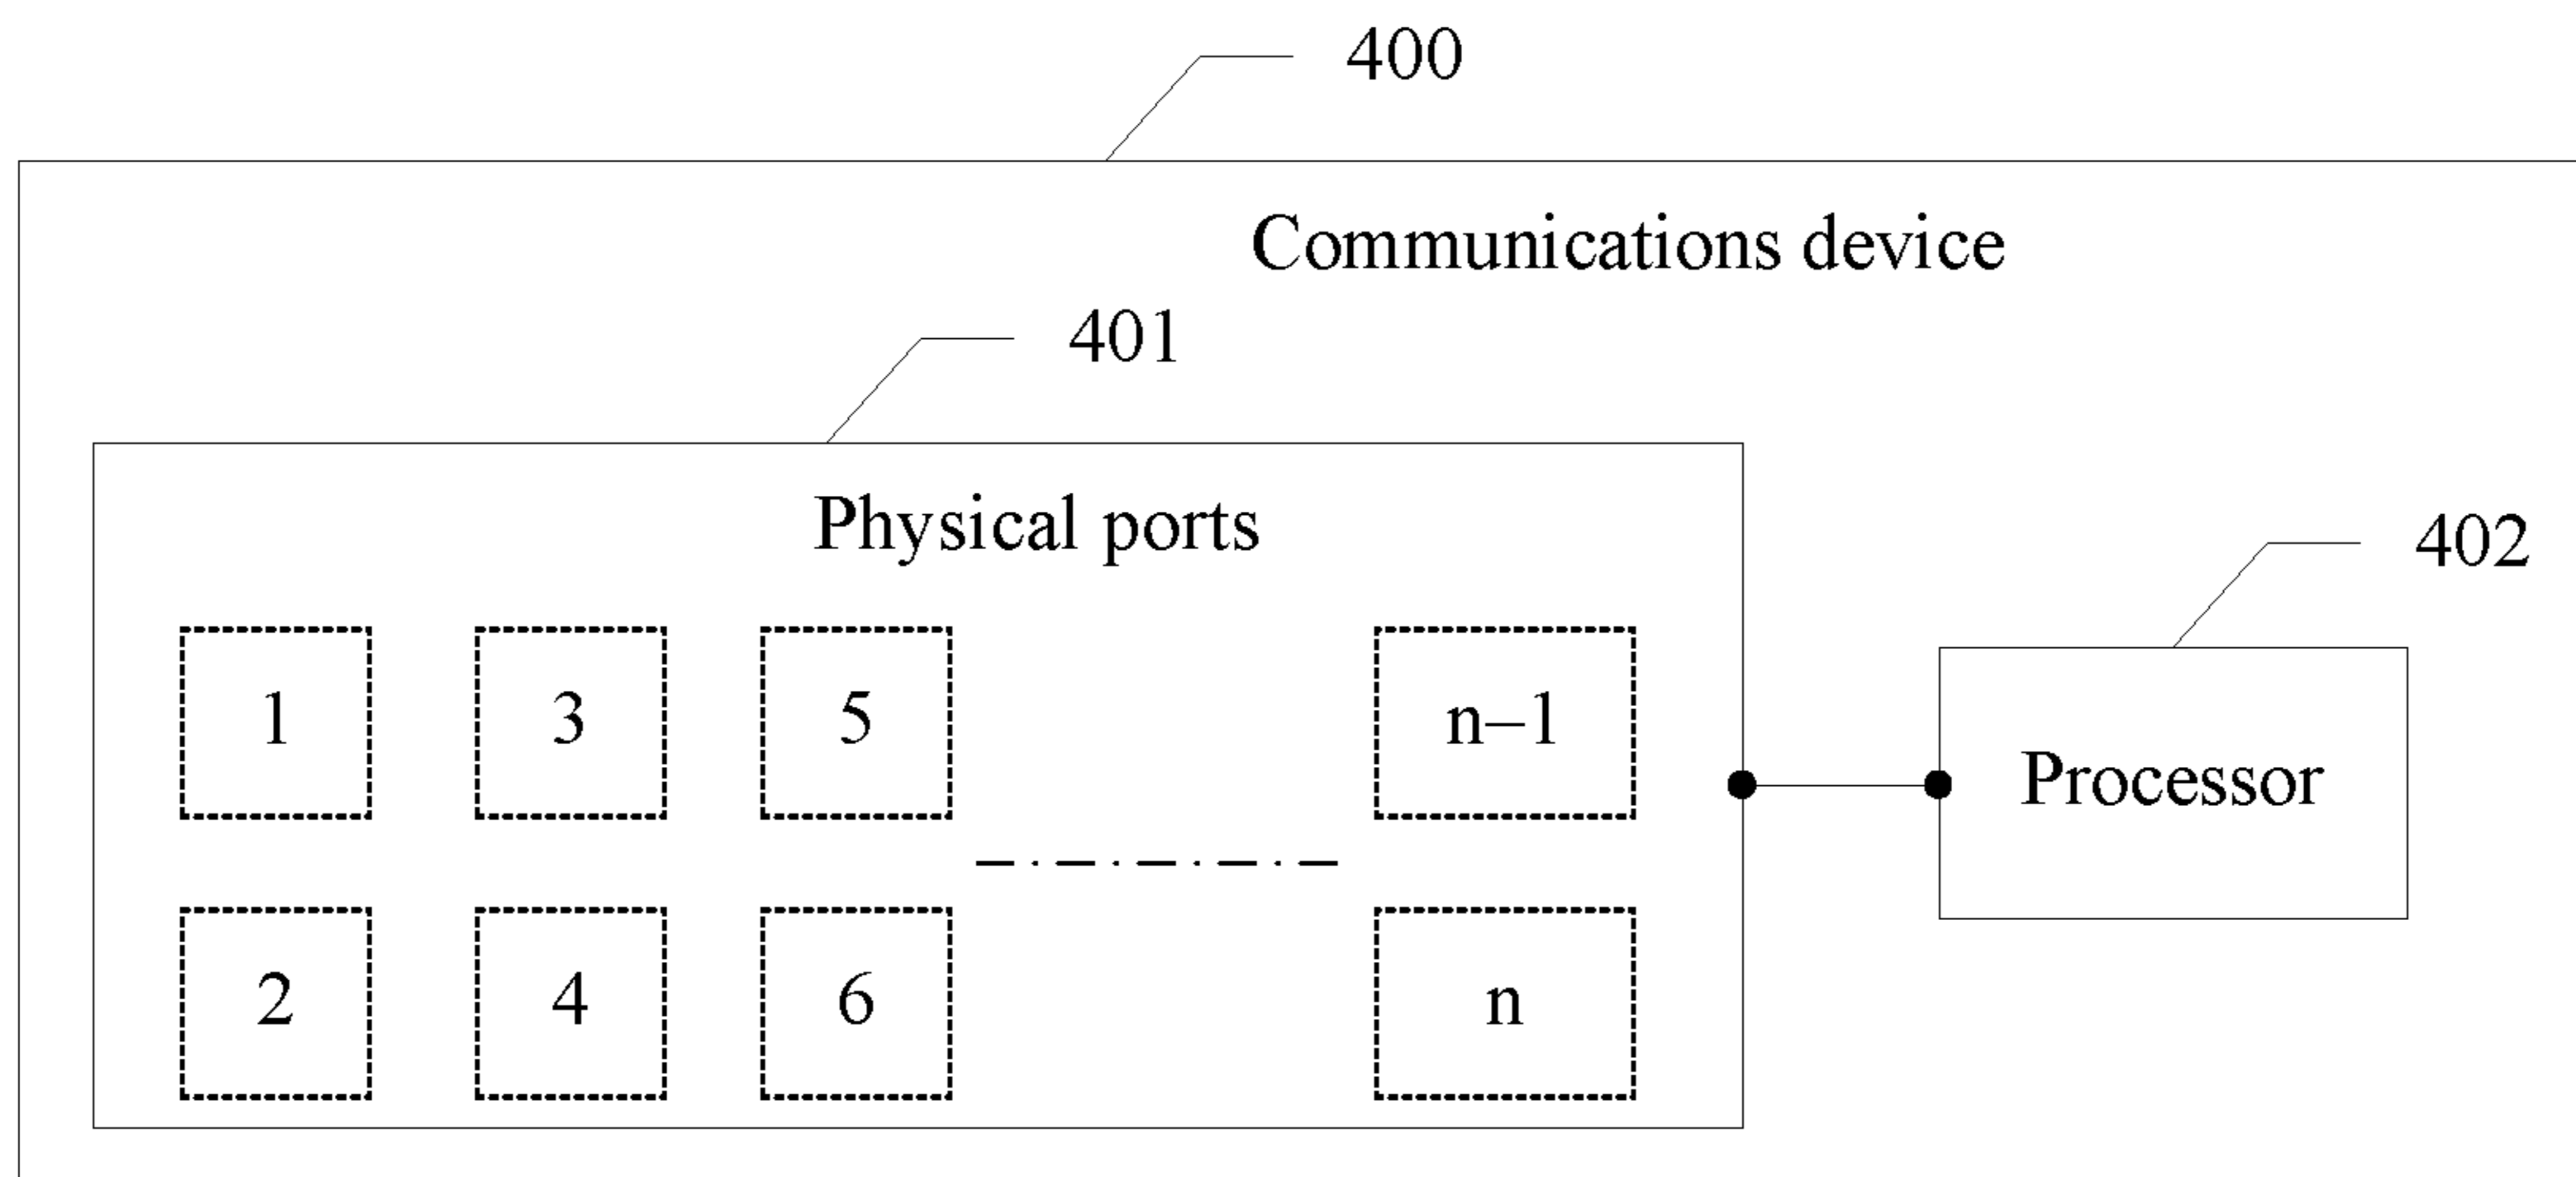 400
Communications device
401
Physical ports
402
1 3 5 n–1
Processor
2 4 6 n